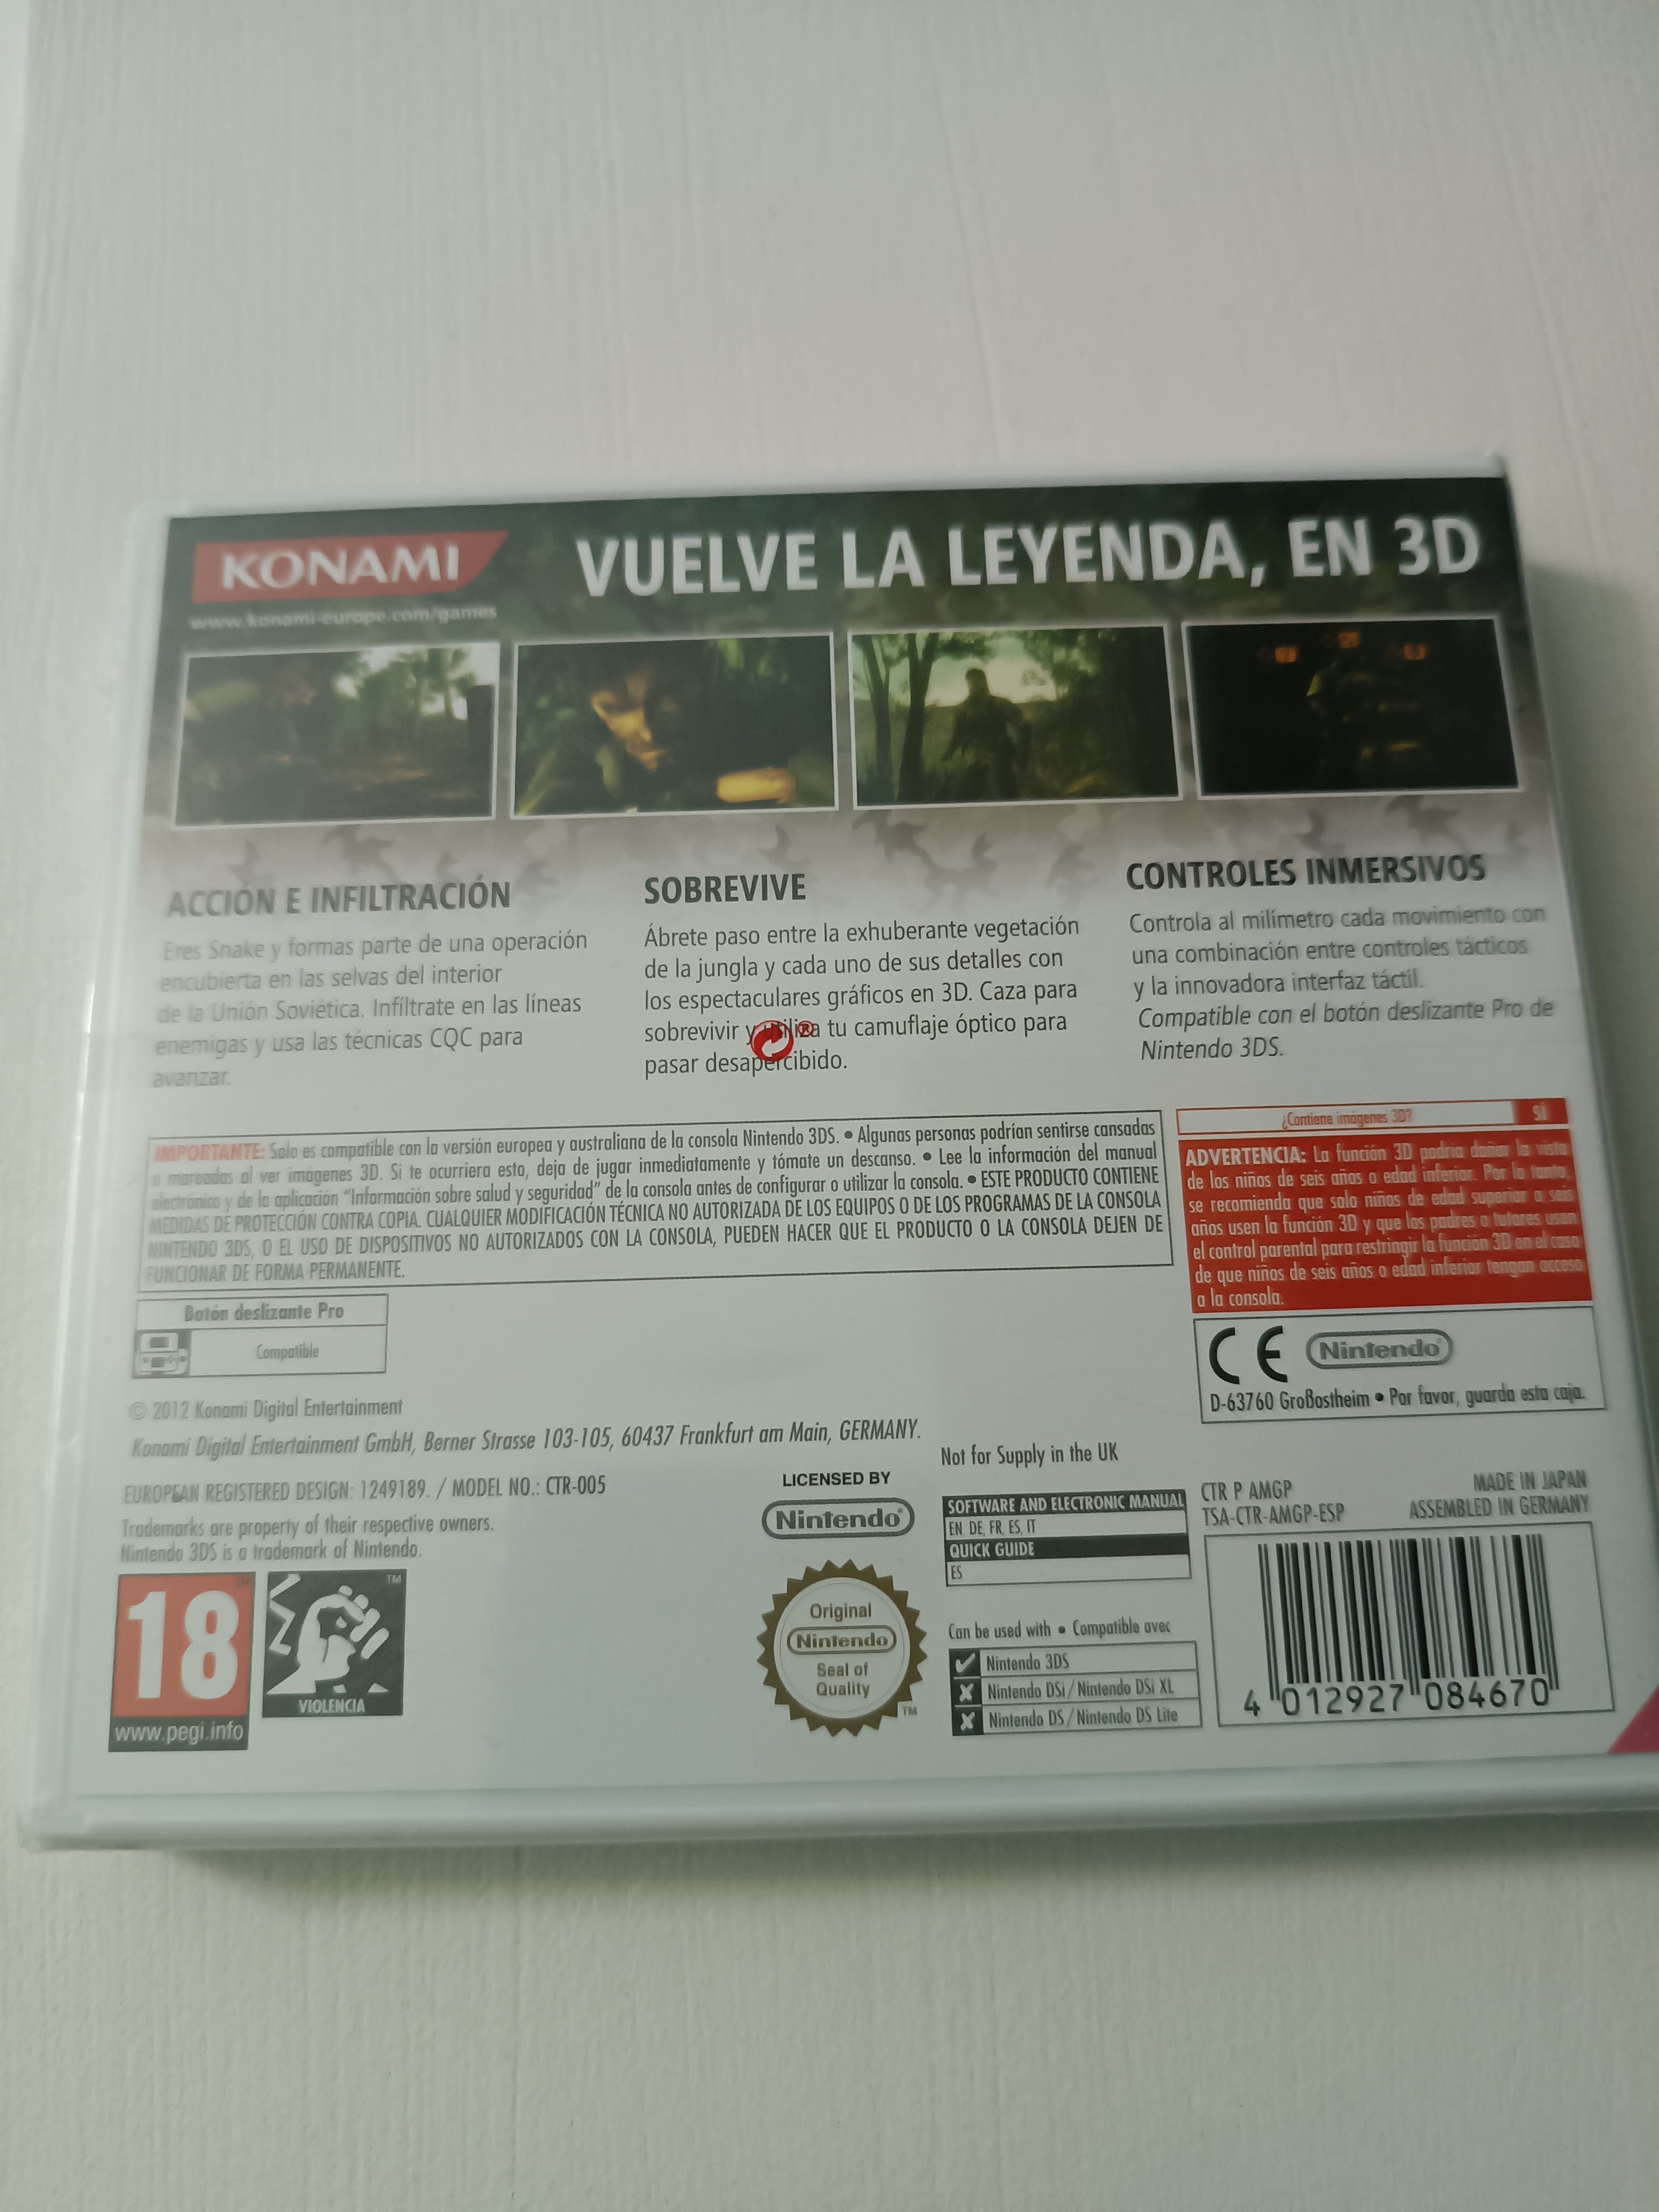 KONAMI
VUELVE LA LEYENDA, EN 3D
www.konami-europe.com/games
ACCIÓN E INFILTRACIÓN
Eres Snake y formas parte de una operación
encubierta en las selvas del interior
de la Unión Soviética. Infíltrate en las líneas
enemigas y usa las técnicas CQC para
avanzar.
SOBREVIVE
Ábrete paso entre la exhuberante vegetación
de la jungla y cada uno de sus detalles con
los espectaculares gráficos en 3D. Caza para
sobrevivir y utiliza tu camuflaje óptico para
pasar desapercibido.
CONTROLES INMERSIVOS
Controla al milímetro cada movimiento con
una combinación entre controles tácticos
y la innovadora interfaz táctil.
Compatible con el botón deslizante Pro de
Nintendo 3DS.
IMPORTANTE: Solo es compatible con la versión europea y australiana de la consola Nintendo 3DS. • Algunas personas podrían sentirse cansadas
o mareadas al ver imágenes 3D. Si te ocurriera esto, deja de jugar inmediatamente y tómate un descanso. • Lee la información del manual
electrónico y de la aplicación “Información sobre salud y seguridad” de la consola antes de configurar o utilizar la consola. • ESTE PRODUCTO CONTIENE
MEDIDAS DE PROTECCIÓN CONTRA COPIA. CUALQUIER MODIFICACIÓN TÉCNICA NO AUTORIZADA DE LOS EQUIPOS O DE LOS PROGRAMAS DE LA CONSOLA
NINTENDO 3DS, O EL USO DE DISPOSITIVOS NO AUTORIZADOS CON LA CONSOLA, PUEDEN HACER QUE EL PRODUCTO O LA CONSOLA DEJEN DE
FUNCIONAR DE FORMA PERMANENTE.
¿Contiene imágenes 3D? SÍ
ADVERTENCIA: La función 3D podría dañar la vista
de los niños de seis años o edad inferior. Por lo tanto,
se recomienda que solo niños de edad superior a seis
años usen la función 3D y que los padres o tutores usen
el control parental para restringir la función 3D en el caso
de que niños de seis años o edad inferior tengan acceso
a la consola.
Botón deslizante Pro
Compatible
CE Nintendo®
D-63760 Großostheim • Por favor, guarda esta caja.
© 2012 Konami Digital Entertainment
Konami Digital Entertainment GmbH, Berner Strasse 103-105, 60437 Frankfurt am Main, GERMANY.
EUROPEAN REGISTERED DESIGN: 1249189. / MODEL NO.: CTR-005
Trademarks are property of their respective owners.
Nintendo 3DS is a trademark of Nintendo.
18
www.pegi.info
VIOLENCIA
TM
LICENSED BY
Nintendo®
Original
Nintendo
Seal of
Quality
TM
Not for Supply in the UK
SOFTWARE AND ELECTRONIC MANUAL
EN, DE, FR, ES, IT
QUICK GUIDE
ES
Can be used with • Compatible avec
Nintendo 3DS
Nintendo DSi / Nintendo DSi XL
Nintendo DS / Nintendo DS Lite
CTR P AMGP
TSA-CTR-AMGP-ESP
MADE IN JAPAN
ASSEMBLED IN GERMANY
4 012927 084670